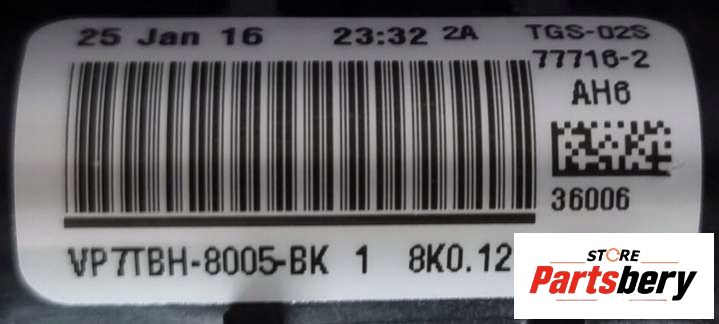 25 Jan 16 23:32 2A TGS-02S
77716-2
AH6
36006
VP7TBH-8005-BK 1 8K0.12
STORE
Partsbery